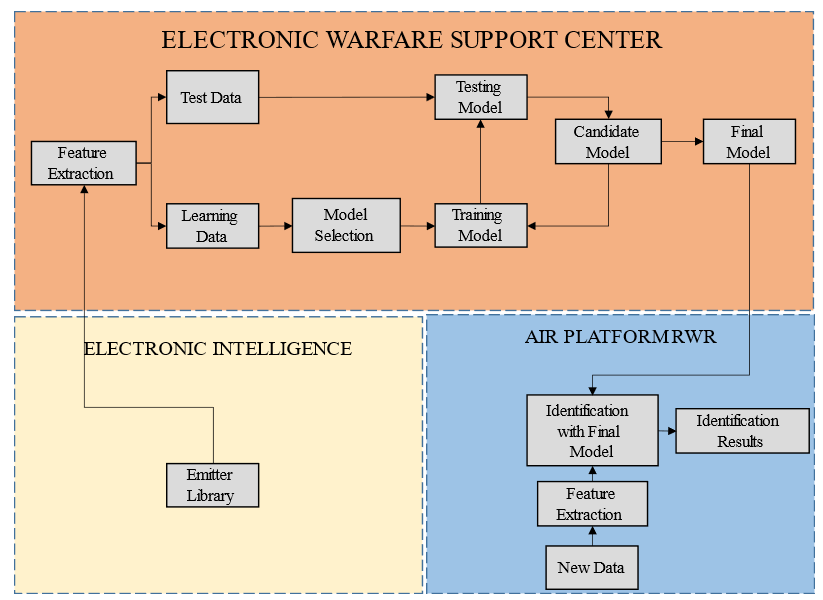 ELECTRONIC WARFARE SUPPORT CENTER
Test Data
Testing
Model
Candidate
Model
Final
Model
Feature
Extraction
Learning
Data
Model
Selection
Training
Model
ELECTRONIC INTELLIGENCE
Emitter
Library
AIR PLATFORM RWR
Identification
with Final
Model
Identification
Results
Feature
Extraction
New Data